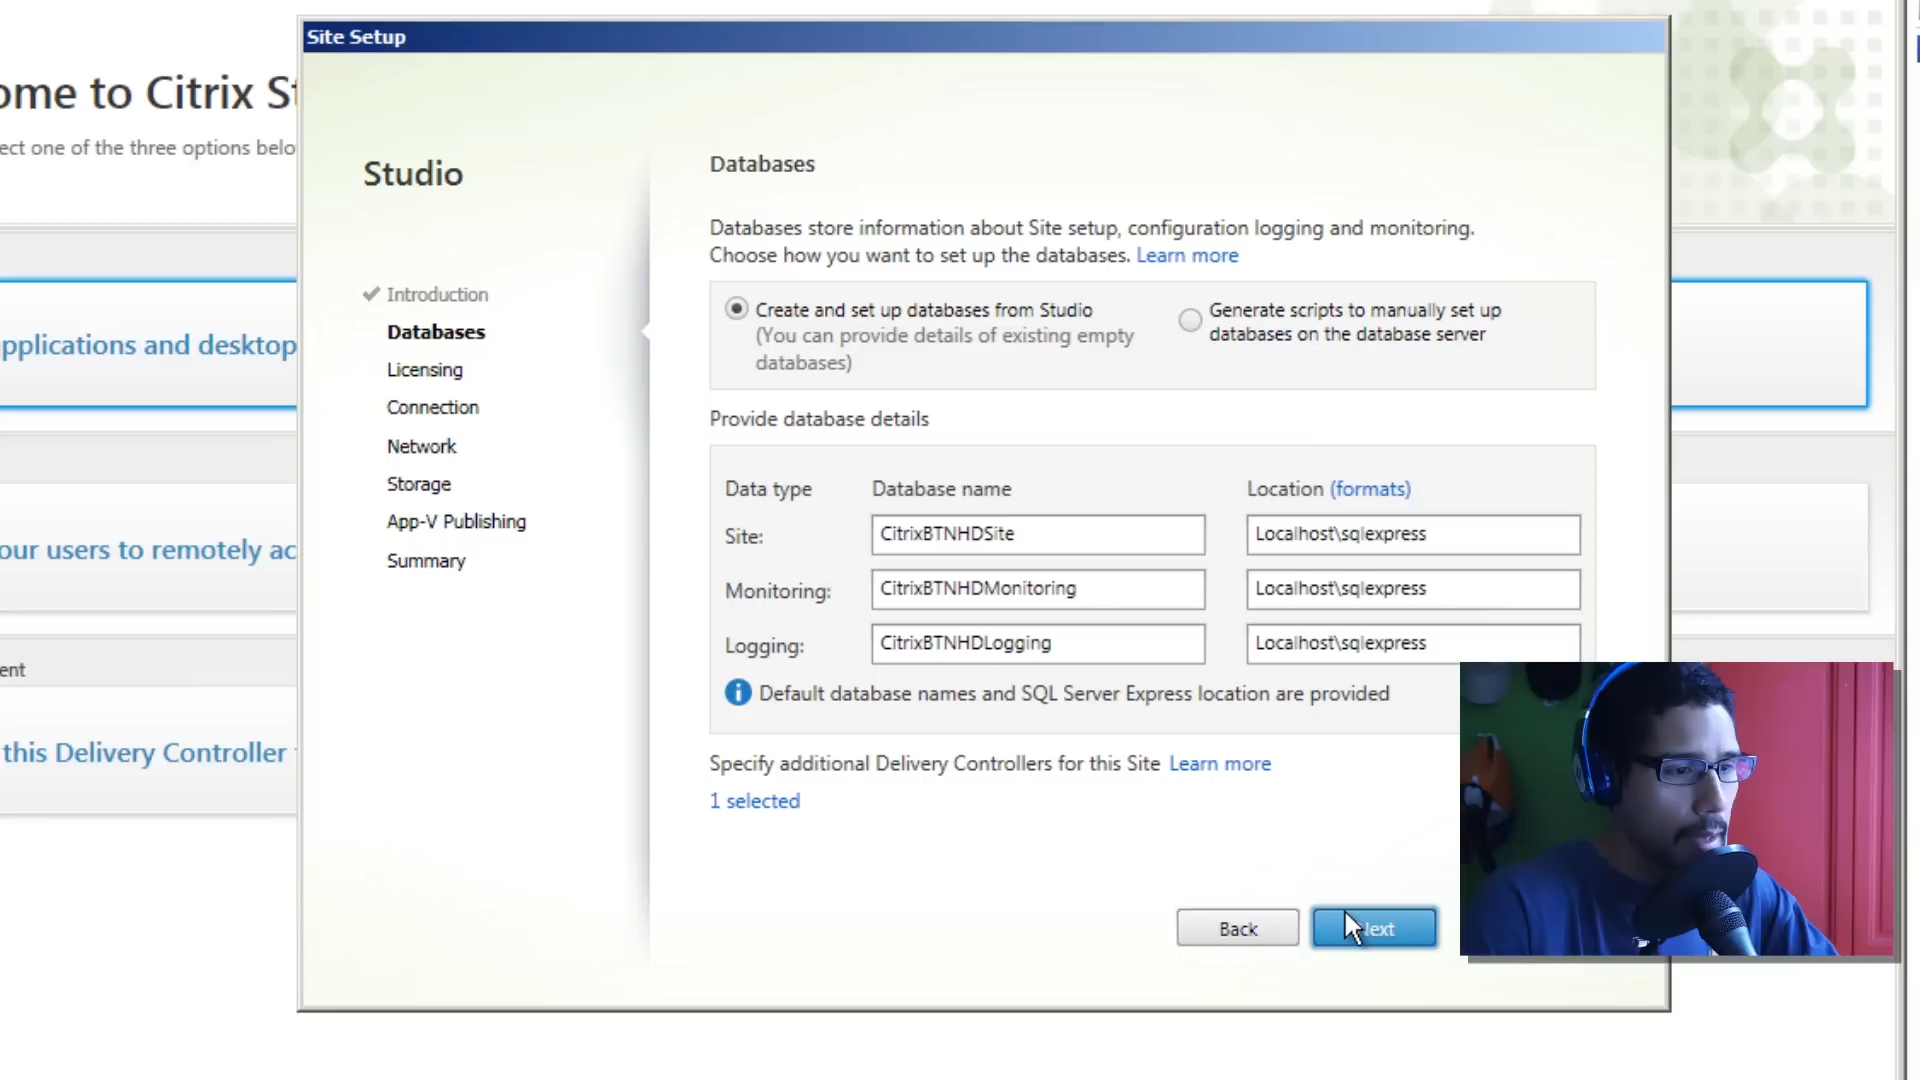 Site Setup
ome to Citrix St
ect one of the three options belo
Studio
Introduction
Databases
Licensing
Connection
Network
Storage
App-V Publishing
Summary
Databases
Databases store information about Site setup, configuration logging and monitoring.
Choose how you want to set up the databases. Learn more
Create and set up databases from Studio
(You can provide details of existing empty
databases)
Generate scripts to manually set up
databases on the database server
Provide database details
Data type Database name Location (formats)
Site: CitrixBTNHDSite Localhost\sqlexpress
Monitoring: CitrixBTNHDMonitoring Localhost\sqlexpress
Logging: CitrixBTNHDLogging Localhost\sqlexpress
Default database names and SQL Server Express location are provided
Specify additional Delivery Controllers for this Site Learn more
1 selected
Back Next
pplications and desktop
our users to remotely ac
ent
this Delivery Controller